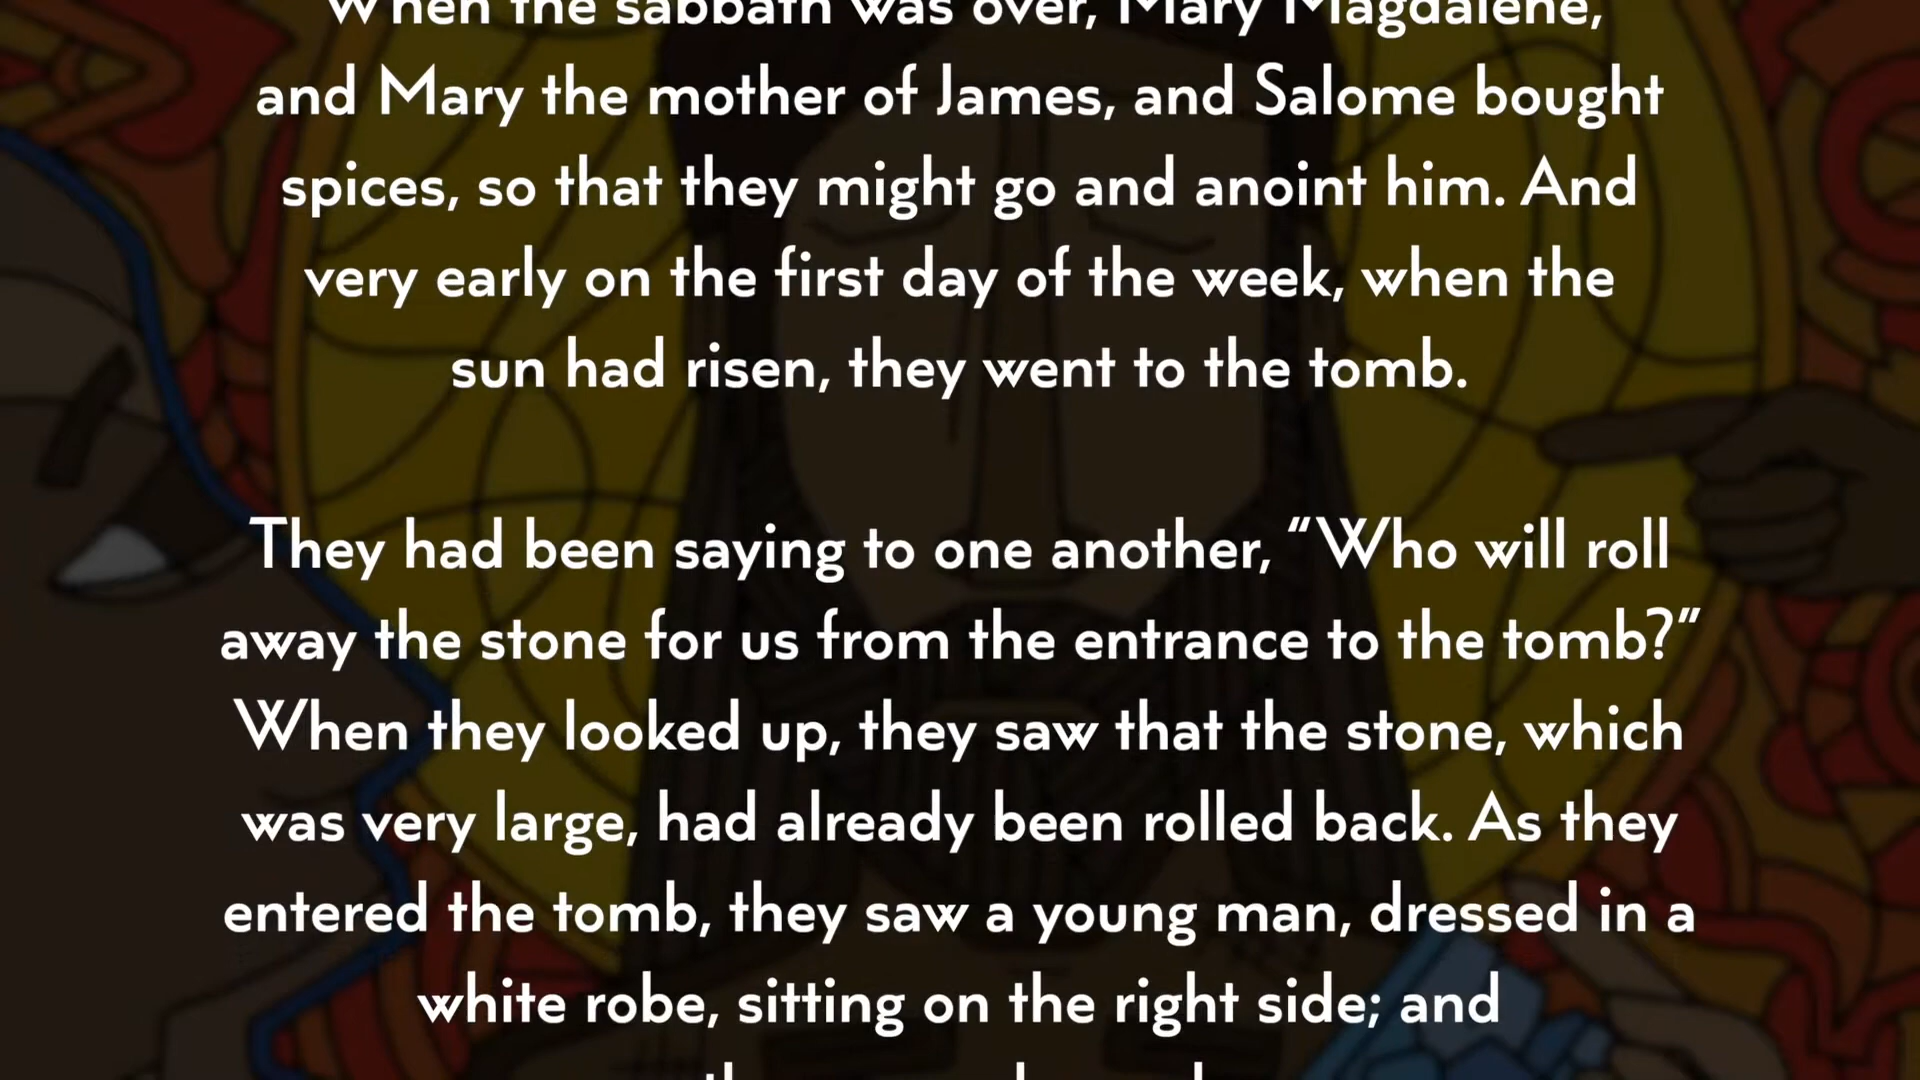 When the sabbath was over, Mary Magdalene,
and Mary the mother of James, and Salome bought
spices, so that they might go and anoint him. And
very early on the first day of the week, when the
sun had risen, they went to the tomb.
They had been saying to one another, “Who will roll
away the stone for us from the entrance to the tomb?”
When they looked up, they saw that the stone, which
was very large, had already been rolled back. As they
entered the tomb, they saw a young man, dressed in a
white robe, sitting on the right side; and